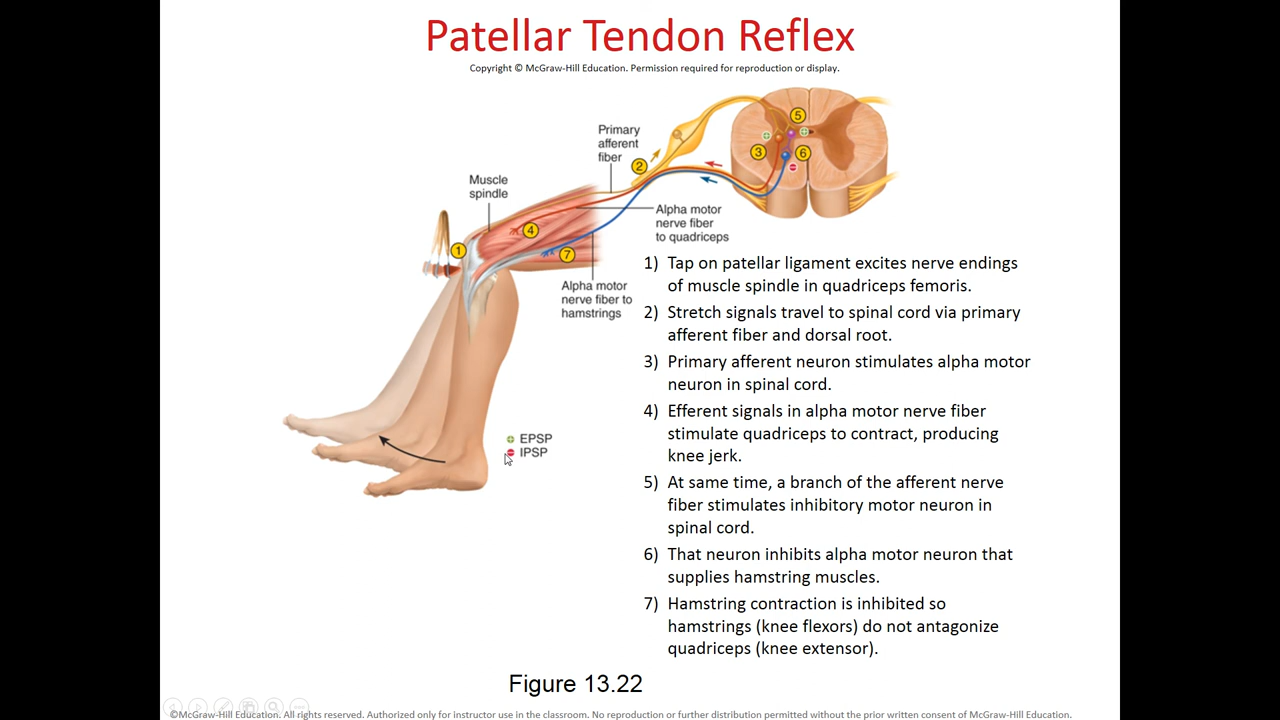 Patellar Tendon Reflex
Copyright © McGraw-Hill Education. Permission required for reproduction or display.
Primary
afferent
fiber
Muscle
spindle
1
2
3
4
5
6
7
Alpha motor
nerve fiber
to quadriceps
Alpha motor
nerve fiber to
hamstrings
EPSP
IPSP
1) Tap on patellar ligament excites nerve endings
of muscle spindle in quadriceps femoris.
2) Stretch signals travel to spinal cord via primary
afferent fiber and dorsal root.
3) Primary afferent neuron stimulates alpha motor
neuron in spinal cord.
4) Efferent signals in alpha motor nerve fiber
stimulate quadriceps to contract, producing
knee jerk.
5) At same time, a branch of the afferent nerve
fiber stimulates inhibitory motor neuron in
spinal cord.
6) That neuron inhibits alpha motor neuron that
supplies hamstring muscles.
7) Hamstring contraction is inhibited so
hamstrings (knee flexors) do not antagonize
quadriceps (knee extensor).
Figure 13.22
©McGraw-Hill Education. All rights reserved. Authorized only for instructor use in the classroom. No reproduction or further distribution permitted without the prior written consent of McGraw-Hill Education.